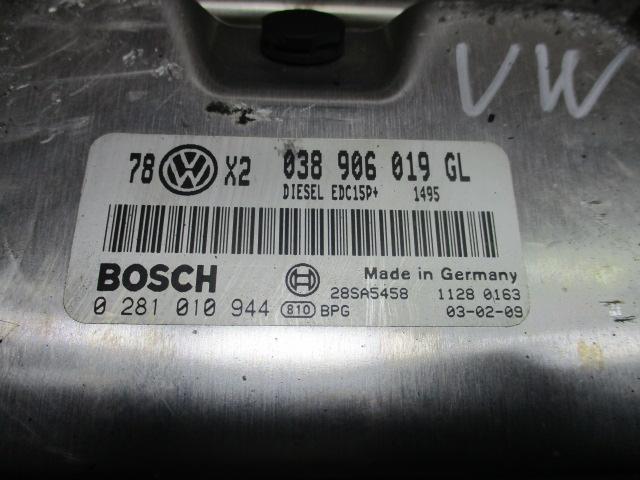 VW
78 VW X2 038 906 019 GL
DIESEL EDC15P+ 1495
BOSCH Made in Germany
28SA5458 1128 0163
0 281 010 944 810 BPG 03-02-09